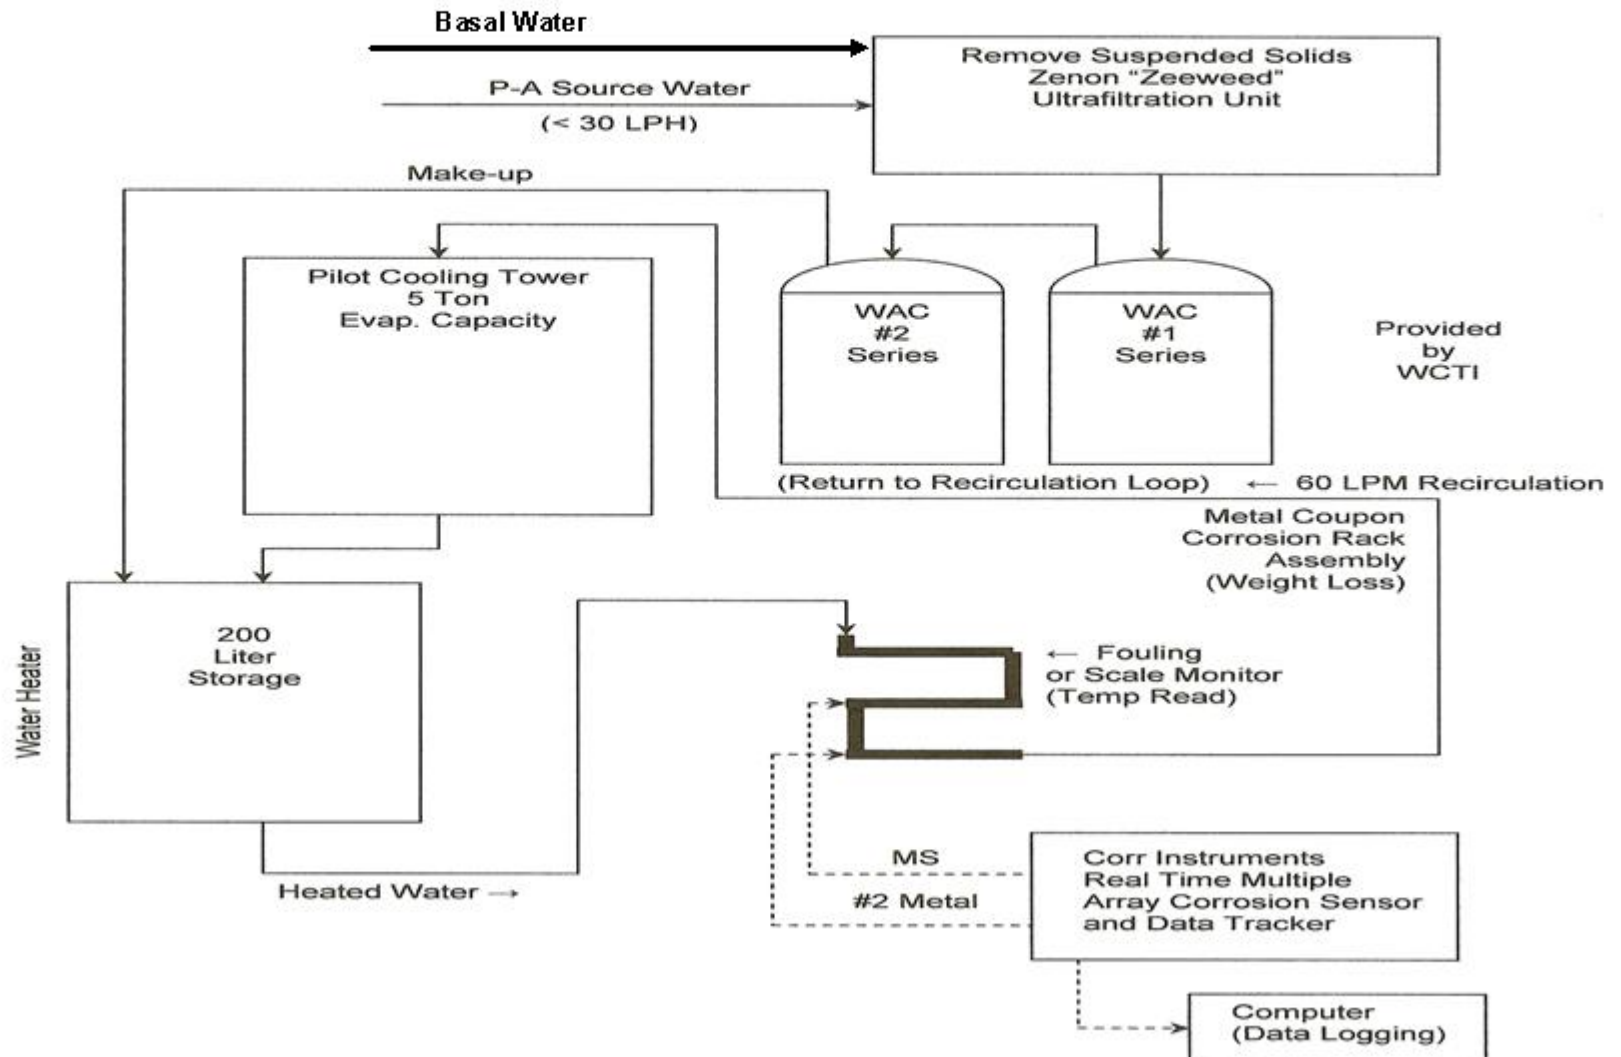 Basal Water
Remove Suspended Solids
Zenon "Zeeweed"
Ultrafiltration Unit
P-A Source Water
(< 30 LPH)
Make-up
Pilot Cooling Tower
5 Ton
Evap. Capacity
WAC
#2
Series
WAC
#1
Series
Provided
by
WCTI
(Return to Recirculation Loop) ← 60 LPM Recirculation
Metal Coupon
Corrosion Rack
Assembly
(Weight Loss)
Water Heater
200
Liter
Storage
← Fouling
or Scale Monitor
(Temp Read)
Heated Water →
MS
#2 Metal
Corr Instruments
Real Time Multiple
Array Corrosion Sensor
and Data Tracker
Computer
(Data Logging)